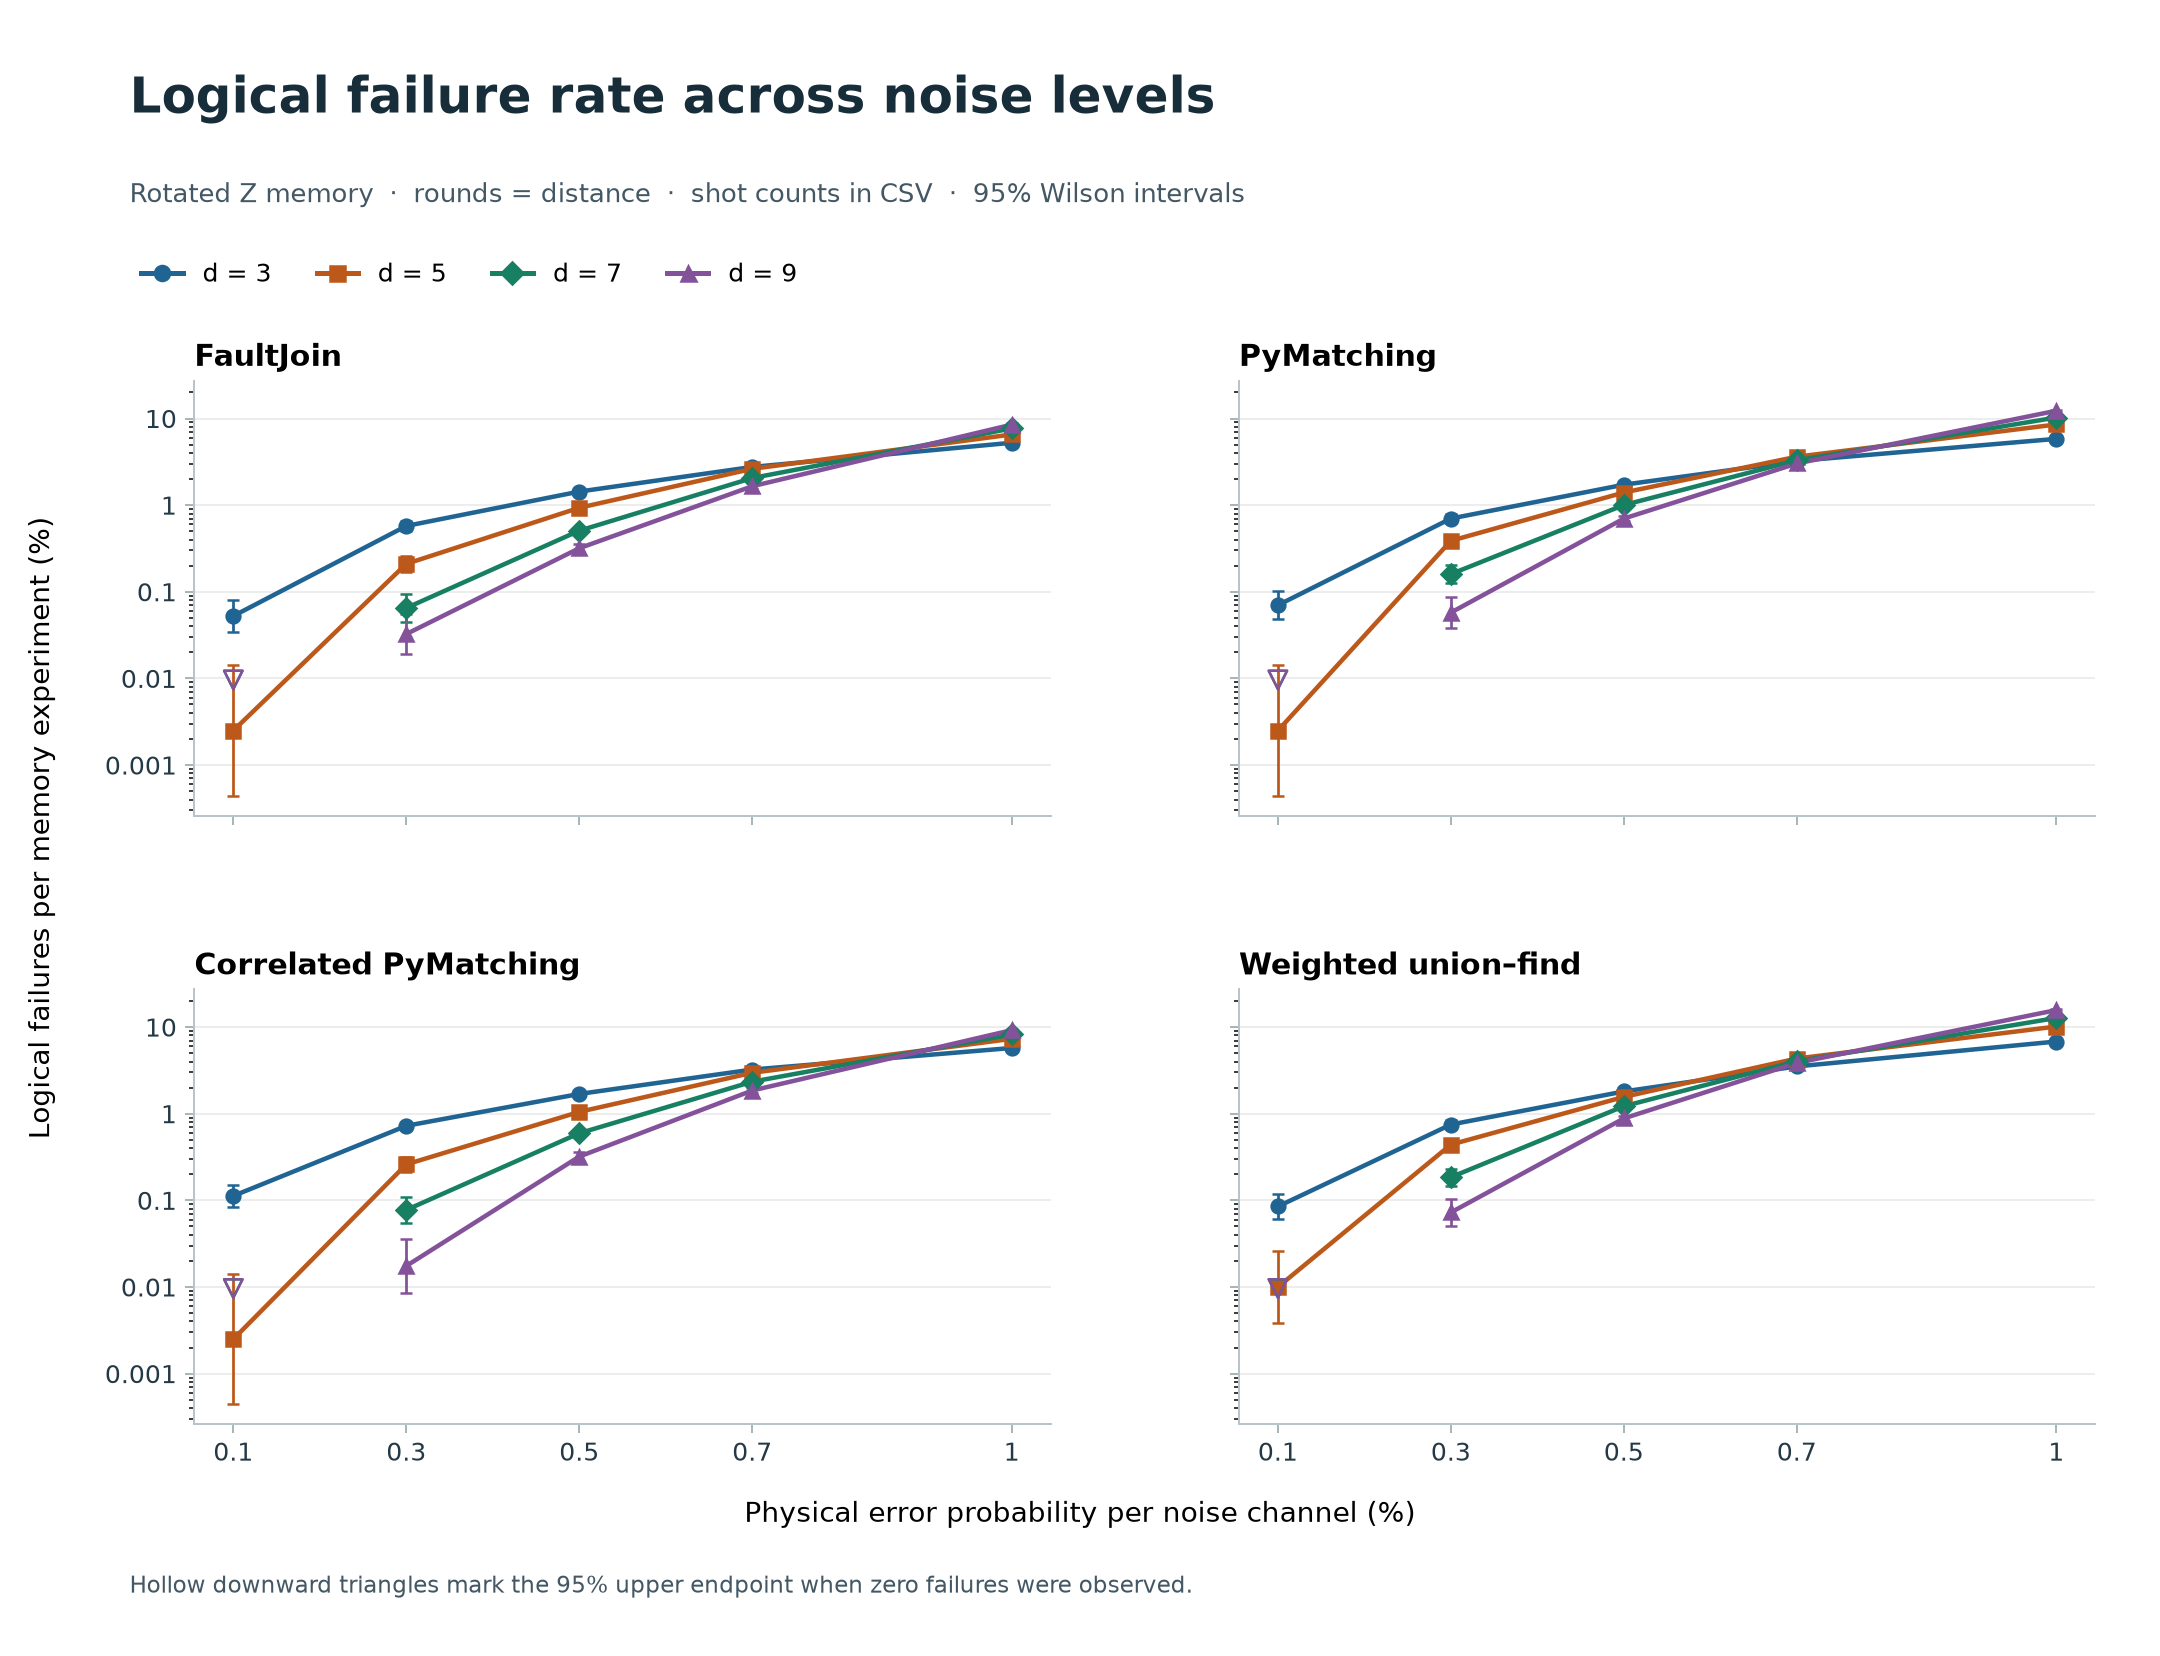 Logical failure rate across noise levels
Rotated Z memory · rounds = distance · shot counts in CSV · 95% Wilson intervals
d = 3 d = 5 d = 7 d = 9
Logical failures per memory experiment (%)
FaultJoin
10
1
0.1
0.01
0.001
PyMatching
Correlated PyMatching
10
1
0.1
0.01
0.001
0.1 0.3 0.5 0.7 1
Weighted union–find
0.1 0.3 0.5 0.7 1
Physical error probability per noise channel (%)
Hollow downward triangles mark the 95% upper endpoint when zero failures were observed.